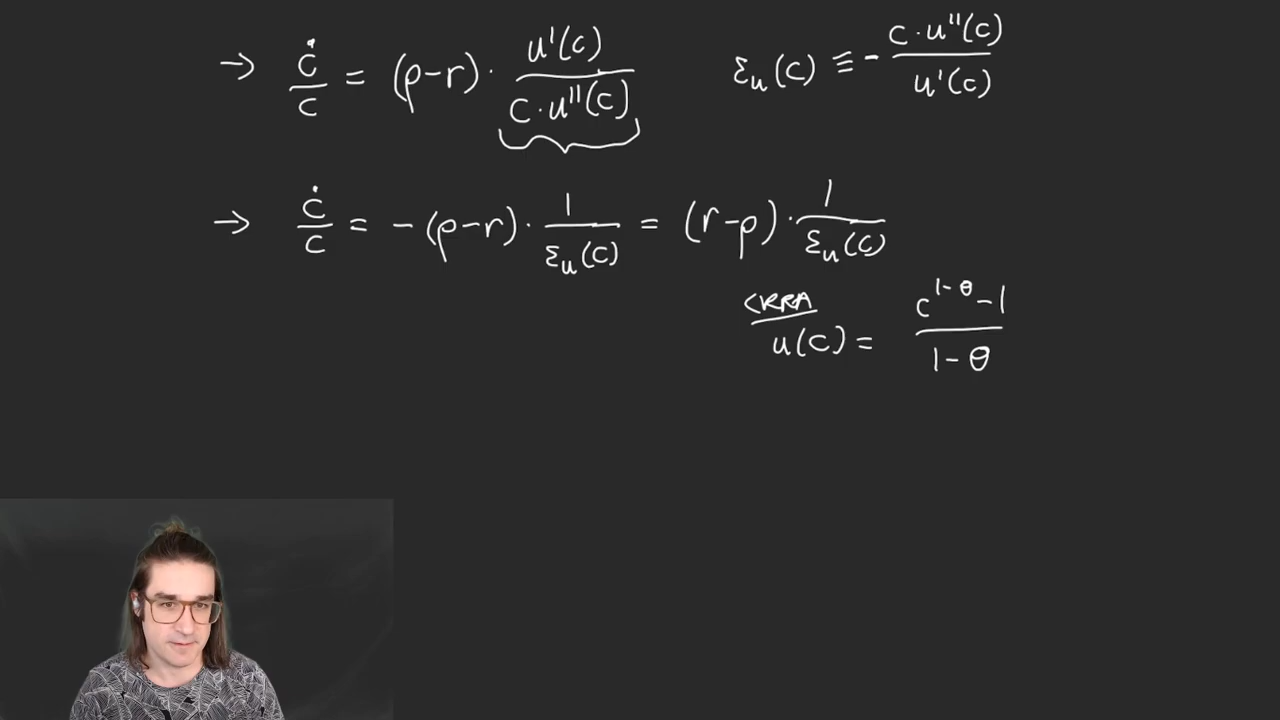 → ċ/c = (ρ-r) · u'(c)/(c·u''(c))    ε_u(c) ≡ - c·u''(c)/u'(c)
→ ċ/c = -(ρ-r) · 1/ε_u(c) = (r-ρ) · 1/ε_u(c)
CRRA
u(c) = (c^{1-θ} - 1)/(1-θ)